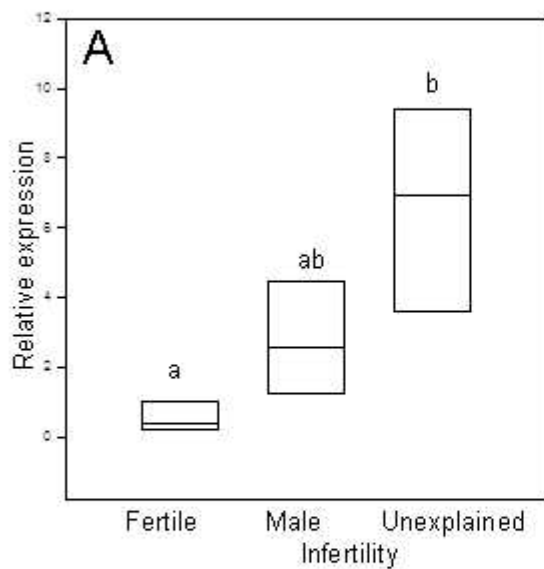 12
A
10
b
8
6
ab
4
a
2
0
Relative expression
Fertile Male Unexplained
Infertility